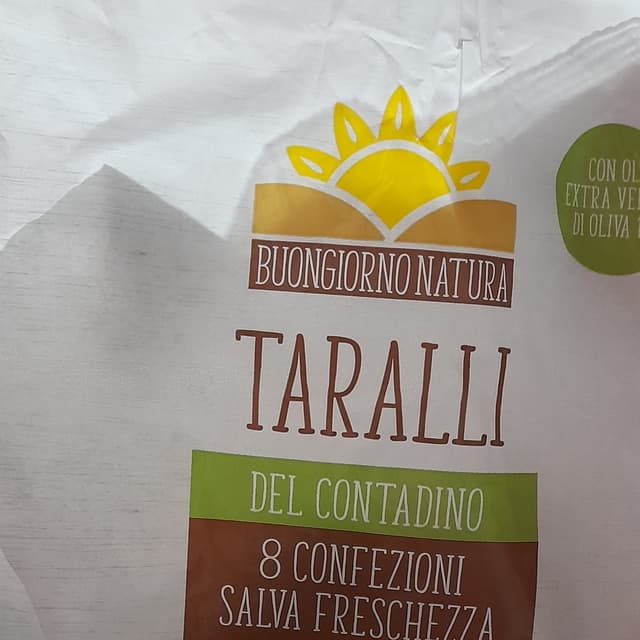 BUONGIORNO NATURA
TARALLI
DEL CONTADINO
8 CONFEZIONI
SALVA FRESCHEZZA
CON OL
EXTRA VE
DI OLIVA